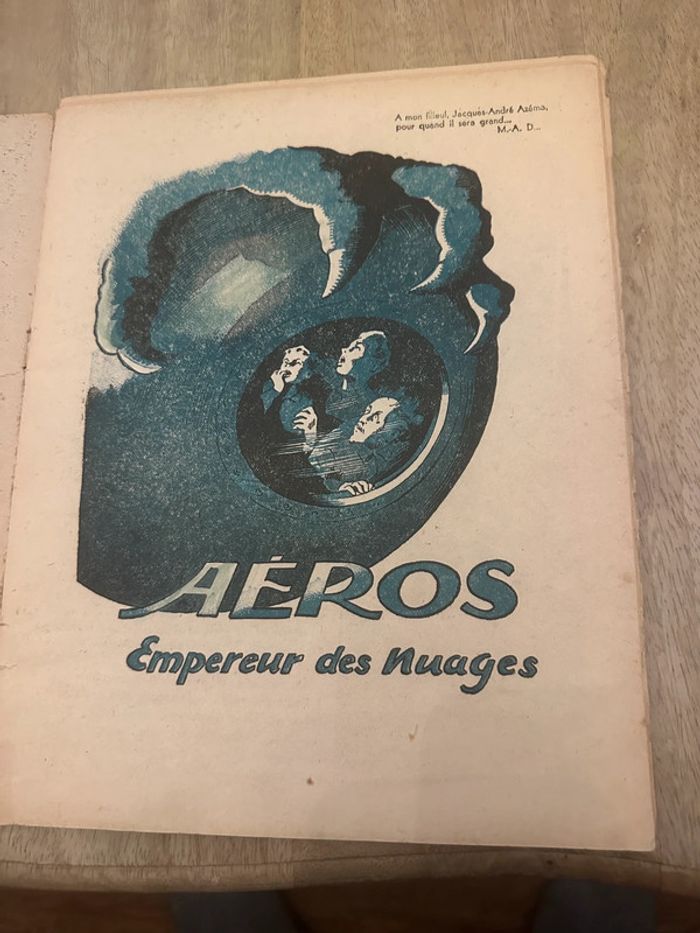 A mon filleul, Jacques-André Azéma,
pour quand il sera grand...
M.-A. D...
AÉROS
Empereur des Nuages